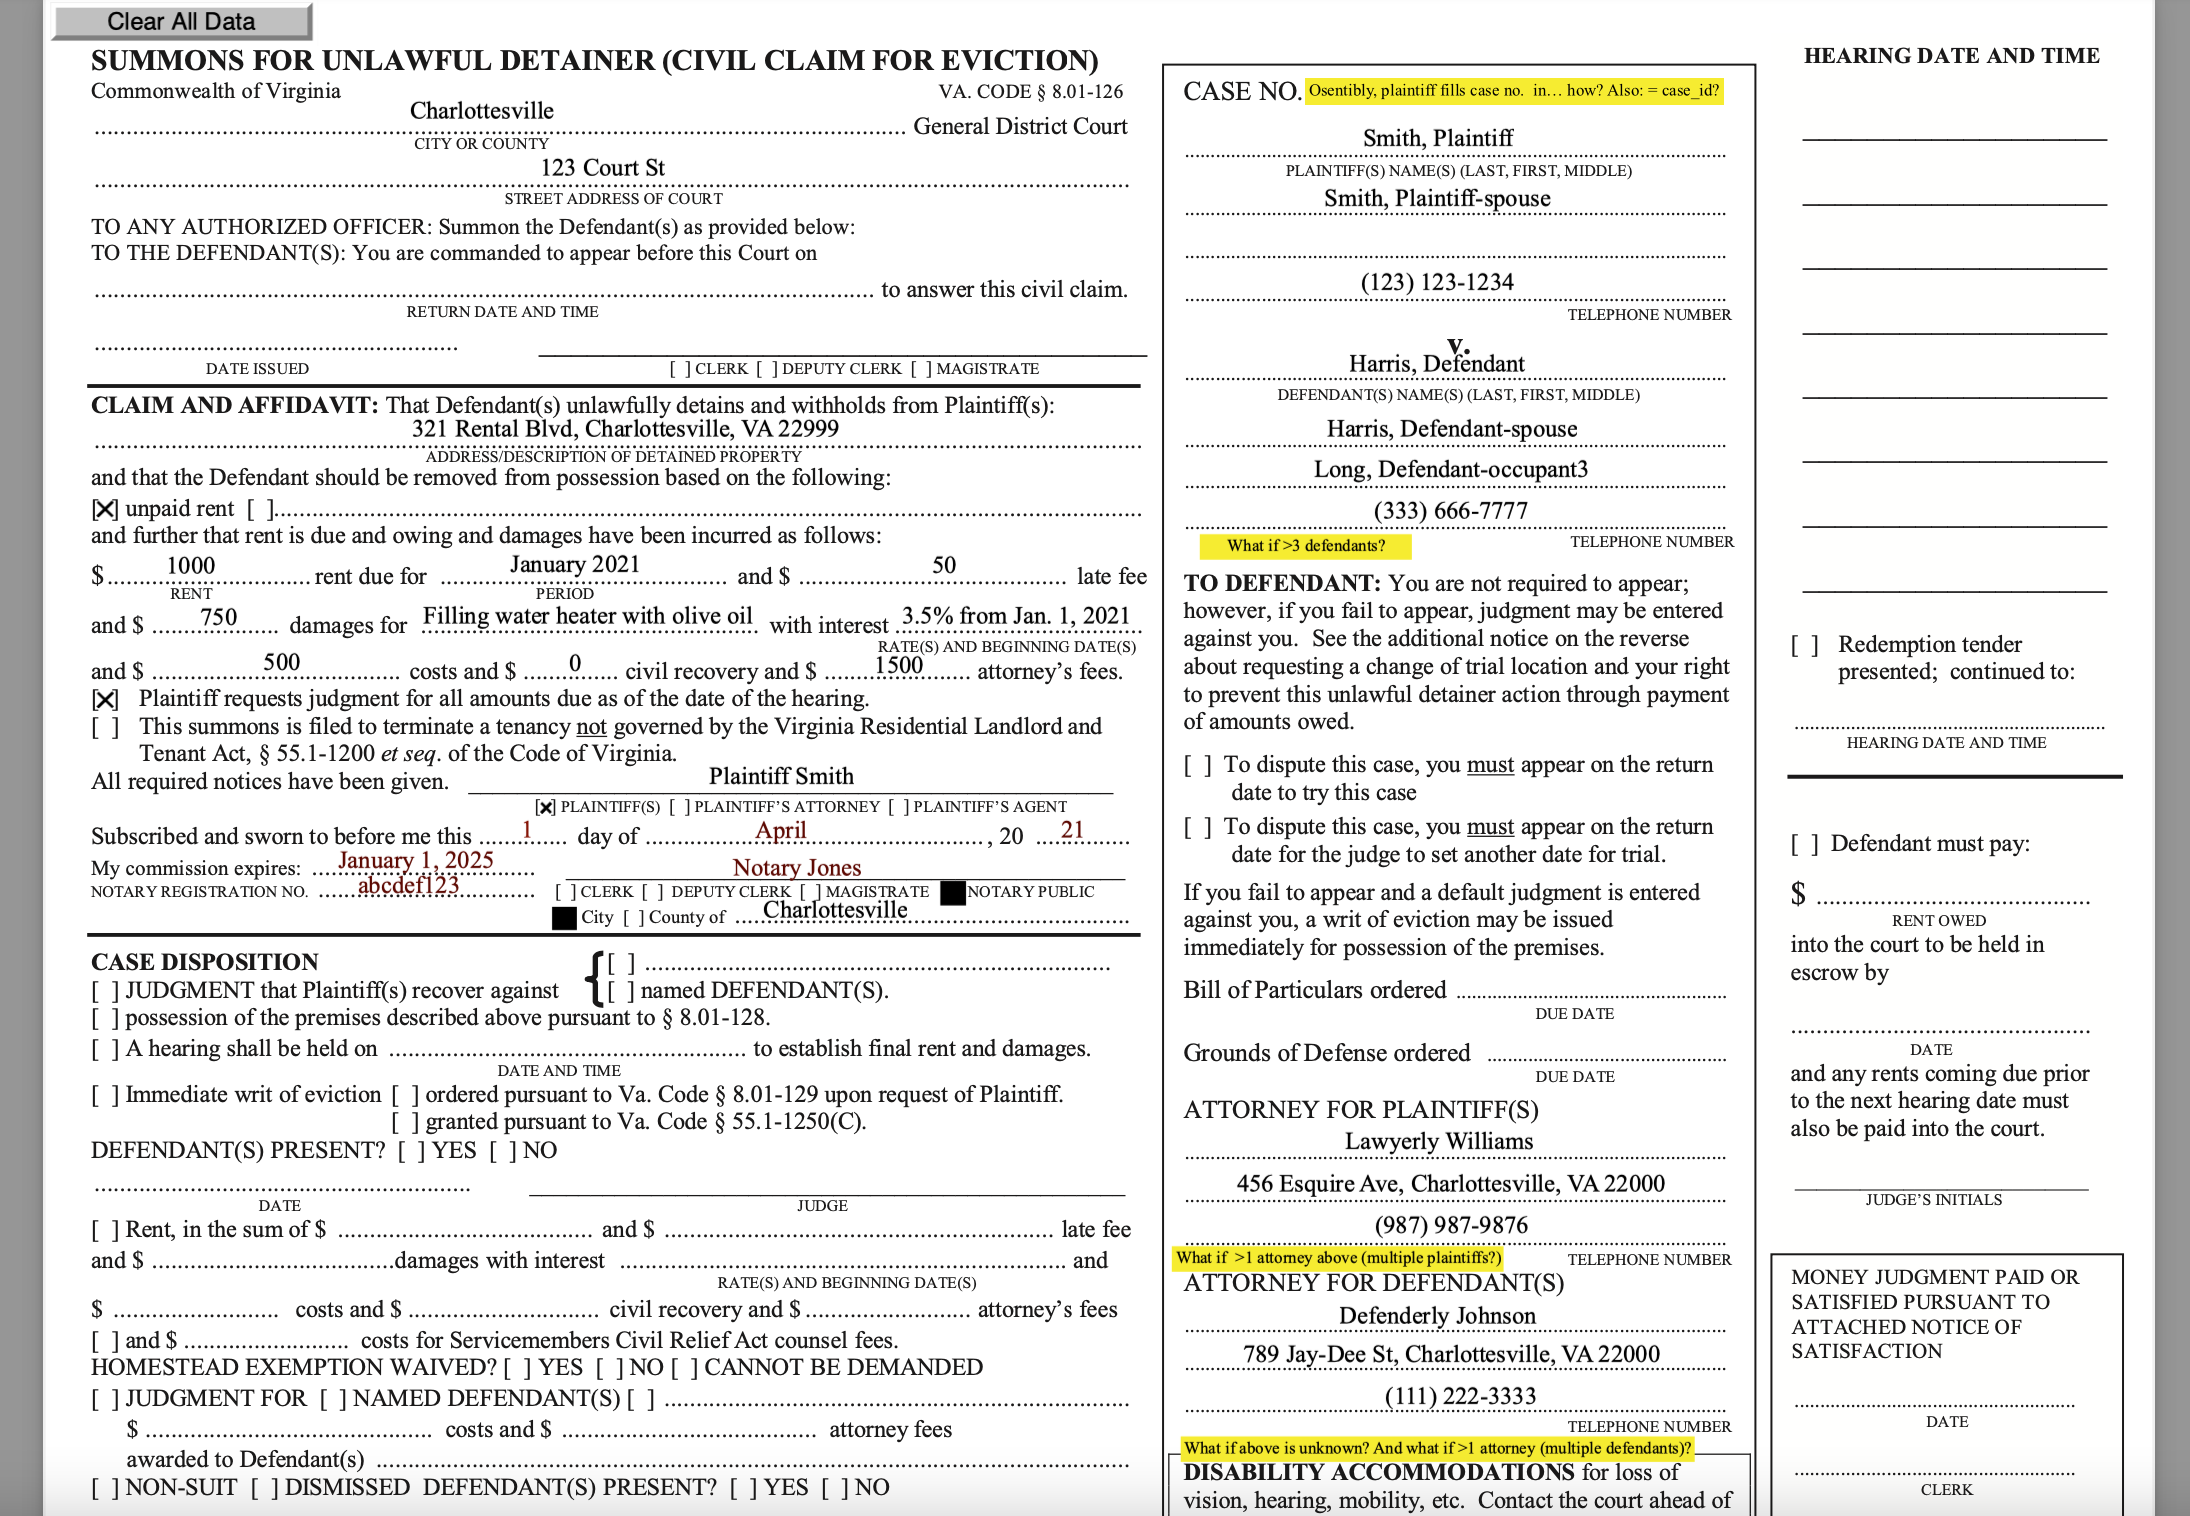 Clear All Data
SUMMONS FOR UNLAWFUL DETAINER (CIVIL CLAIM FOR EVICTION)
Commonwealth of Virginia VA. CODE § 8.01-126
Charlottesville
General District Court
CITY OR COUNTY
123 Court St
STREET ADDRESS OF COURT
TO ANY AUTHORIZED OFFICER: Summon the Defendant(s) as provided below:
TO THE DEFENDANT(S): You are commanded to appear before this Court on
to answer this civil claim.
RETURN DATE AND TIME
DATE ISSUED [ ] CLERK [ ] DEPUTY CLERK [ ] MAGISTRATE
CLAIM AND AFFIDAVIT: That Defendant(s) unlawfully detains and withholds from Plaintiff(s):
321 Rental Blvd, Charlottesville, VA 22999
ADDRESS/DESCRIPTION OF DETAINED PROPERTY
and that the Defendant should be removed from possession based on the following:
[X] unpaid rent [ ]
and further that rent is due and owing and damages have been incurred as follows:
$ 1000 rent due for January 2021 and $ 50 late fee
RENT PERIOD
and $ 750 damages for Filling water heater with olive oil with interest 3.5% from Jan. 1, 2021
RATE(S) AND BEGINNING DATE(S)
and $ 500 costs and $ 0 civil recovery and $ 1500 attorney’s fees.
[X] Plaintiff requests judgment for all amounts due as of the date of the hearing.
[ ] This summons is filed to terminate a tenancy not governed by the Virginia Residential Landlord and
Tenant Act, § 55.1-1200 et seq. of the Code of Virginia.
All required notices have been given. Plaintiff Smith
[x] PLAINTIFF(S) [ ] PLAINTIFF’S ATTORNEY [ ] PLAINTIFF’S AGENT
Subscribed and sworn to before me this 1 day of April , 20 21
My commission expires: January 1, 2025 Notary Jones
NOTARY REGISTRATION NO. abcdef123 [ ] CLERK [ ] DEPUTY CLERK [ ] MAGISTRATE ■ NOTARY PUBLIC
■ City [ ] County of Charlottesville
CASE DISPOSITION { [ ]
[ ] JUDGMENT that Plaintiff(s) recover against [ ] named DEFENDANT(S).
[ ] possession of the premises described above pursuant to § 8.01-128.
[ ] A hearing shall be held on to establish final rent and damages.
DATE AND TIME
[ ] Immediate writ of eviction [ ] ordered pursuant to Va. Code § 8.01-129 upon request of Plaintiff.
[ ] granted pursuant to Va. Code § 55.1-1250(C).
DEFENDANT(S) PRESENT? [ ] YES [ ] NO
DATE JUDGE
[ ] Rent, in the sum of $ and $ late fee
and $ damages with interest and
RATE(S) AND BEGINNING DATE(S)
$ costs and $ civil recovery and $ attorney’s fees
[ ] and $ costs for Servicemembers Civil Relief Act counsel fees.
HOMESTEAD EXEMPTION WAIVED? [ ] YES [ ] NO [ ] CANNOT BE DEMANDED
[ ] JUDGMENT FOR [ ] NAMED DEFENDANT(S) [ ]
$ costs and $ attorney fees
awarded to Defendant(s)
[ ] NON-SUIT [ ] DISMISSED DEFENDANT(S) PRESENT? [ ] YES [ ] NO
CASE NO. Osentibly, plaintiff fills case no. in… how? Also: = case_id?
Smith, Plaintiff
PLAINTIFF(S) NAME(S) (LAST, FIRST, MIDDLE)
Smith, Plaintiff-spouse
(123) 123-1234
TELEPHONE NUMBER
v.
Harris, Defendant
DEFENDANT(S) NAME(S) (LAST, FIRST, MIDDLE)
Harris, Defendant-spouse
Long, Defendant-occupant3
(333) 666-7777
What if >3 defendants? TELEPHONE NUMBER
TO DEFENDANT: You are not required to appear;
however, if you fail to appear, judgment may be entered
against you. See the additional notice on the reverse
about requesting a change of trial location and your right
to prevent this unlawful detainer action through payment
of amounts owed.
[ ] To dispute this case, you must appear on the return
date to try this case
[ ] To dispute this case, you must appear on the return
date for the judge to set another date for trial.
If you fail to appear and a default judgment is entered
against you, a writ of eviction may be issued
immediately for possession of the premises.
Bill of Particulars ordered
DUE DATE
Grounds of Defense ordered
DUE DATE
ATTORNEY FOR PLAINTIFF(S)
Lawyerly Williams
456 Esquire Ave, Charlottesville, VA 22000
(987) 987-9876
What if >1 attorney above (multiple plaintiffs?) TELEPHONE NUMBER
ATTORNEY FOR DEFENDANT(S)
Defenderly Johnson
789 Jay-Dee St, Charlottesville, VA 22000
(111) 222-3333
TELEPHONE NUMBER
What if above is unknown? And what if >1 attorney (multiple defendants)?
DISABILITY ACCOMMODATIONS for loss of
vision, hearing, mobility, etc. Contact the court ahead of
HEARING DATE AND TIME
[ ] Redemption tender
presented; continued to:
HEARING DATE AND TIME
[ ] Defendant must pay:
$
RENT OWED
into the court to be held in
escrow by
DATE
and any rents coming due prior
to the next hearing date must
also be paid into the court.
JUDGE’S INITIALS
MONEY JUDGMENT PAID OR
SATISFIED PURSUANT TO
ATTACHED NOTICE OF
SATISFACTION
DATE
CLERK